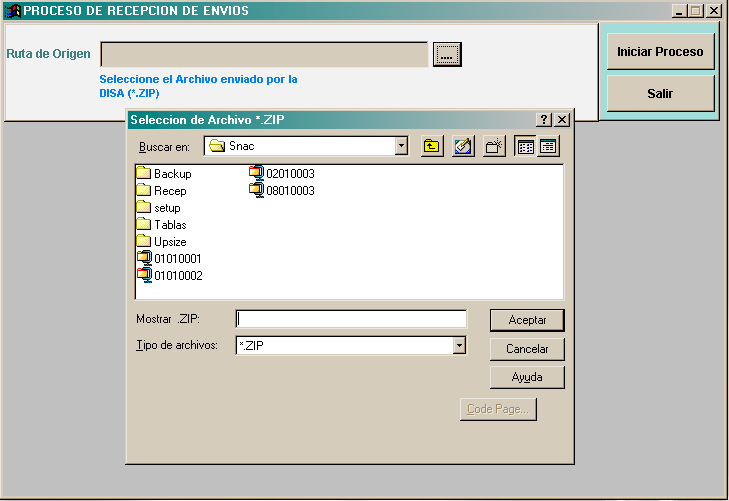 PROCESO DE RECEPCION DE ENVIOS
Ruta de Origen
....
Iniciar Proceso
Seleccione el Archivo enviado por la
DISA (*.ZIP)
Salir
Seleccion de Archivo *.ZIP
Buscar en: Snac
Backup
Recep
setup
Tablas
Upsize
01010001
01010002
02010003
08010003
Mostrar .ZIP:
Aceptar
Tipo de archivos: *.ZIP
Cancelar
Ayuda
Code Page...